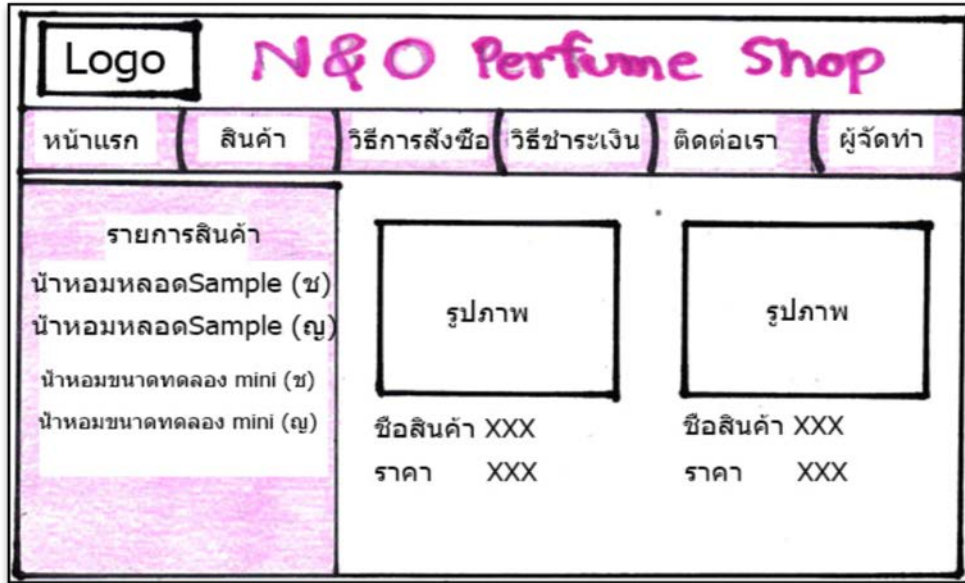 Logo
N&O Perfume Shop
หน้าแรก
สินค้า
วิธีการสั่งซื้อ
วิธีชำระเงิน
ติดต่อเรา
ผู้จัดทำ
รายการสินค้า
น้ำหอมหลอดSample (ช)
น้ำหอมหลอดSample (ญ)
น้ำหอมขนาดทดลอง mini (ช)
น้ำหอมขนาดทดลอง mini (ญ)
รูปภาพ
ชื่อสินค้า XXX
ราคา XXX
รูปภาพ
ชื่อสินค้า XXX
ราคา XXX